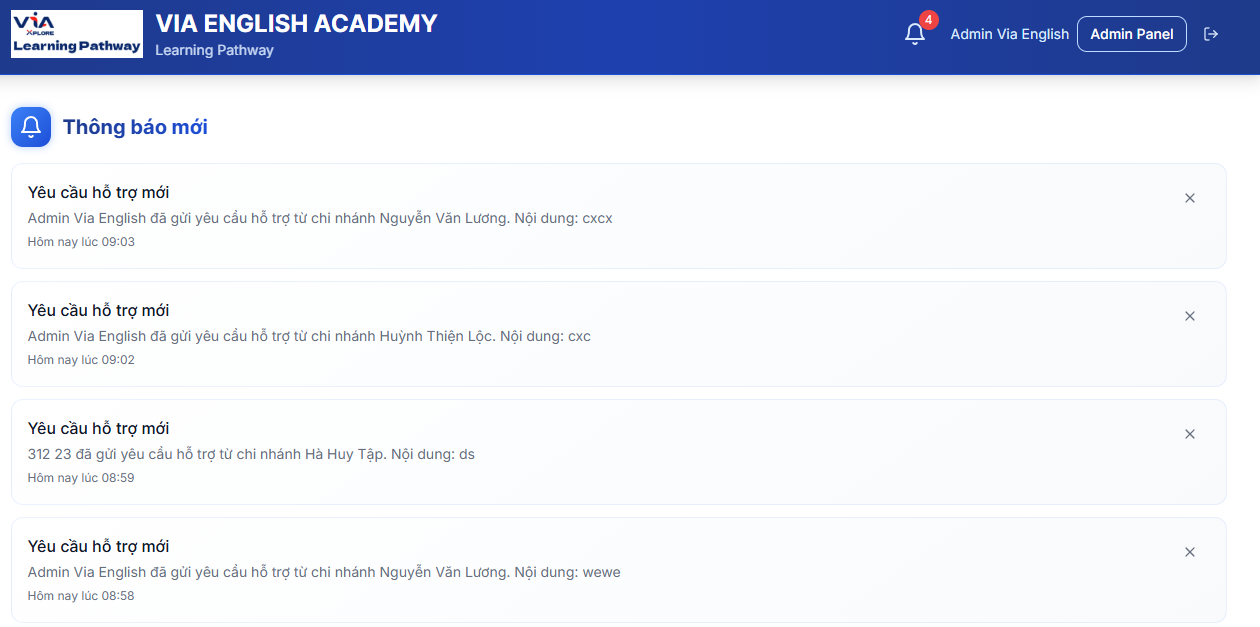 VIA
XPLORE
Learning Pathway
VIA ENGLISH ACADEMY
Learning Pathway
4
Admin Via English
Admin Panel
Thông báo mới
Yêu cầu hỗ trợ mới
Admin Via English đã gửi yêu cầu hỗ trợ từ chi nhánh Nguyễn Văn Lương. Nội dung: cxcx
Hôm nay lúc 09:03
Yêu cầu hỗ trợ mới
Admin Via English đã gửi yêu cầu hỗ trợ từ chi nhánh Huỳnh Thiện Lộc. Nội dung: cxc
Hôm nay lúc 09:02
Yêu cầu hỗ trợ mới
312 23 đã gửi yêu cầu hỗ trợ từ chi nhánh Hà Huy Tập. Nội dung: ds
Hôm nay lúc 08:59
Yêu cầu hỗ trợ mới
Admin Via English đã gửi yêu cầu hỗ trợ từ chi nhánh Nguyễn Văn Lương. Nội dung: wewe
Hôm nay lúc 08:58